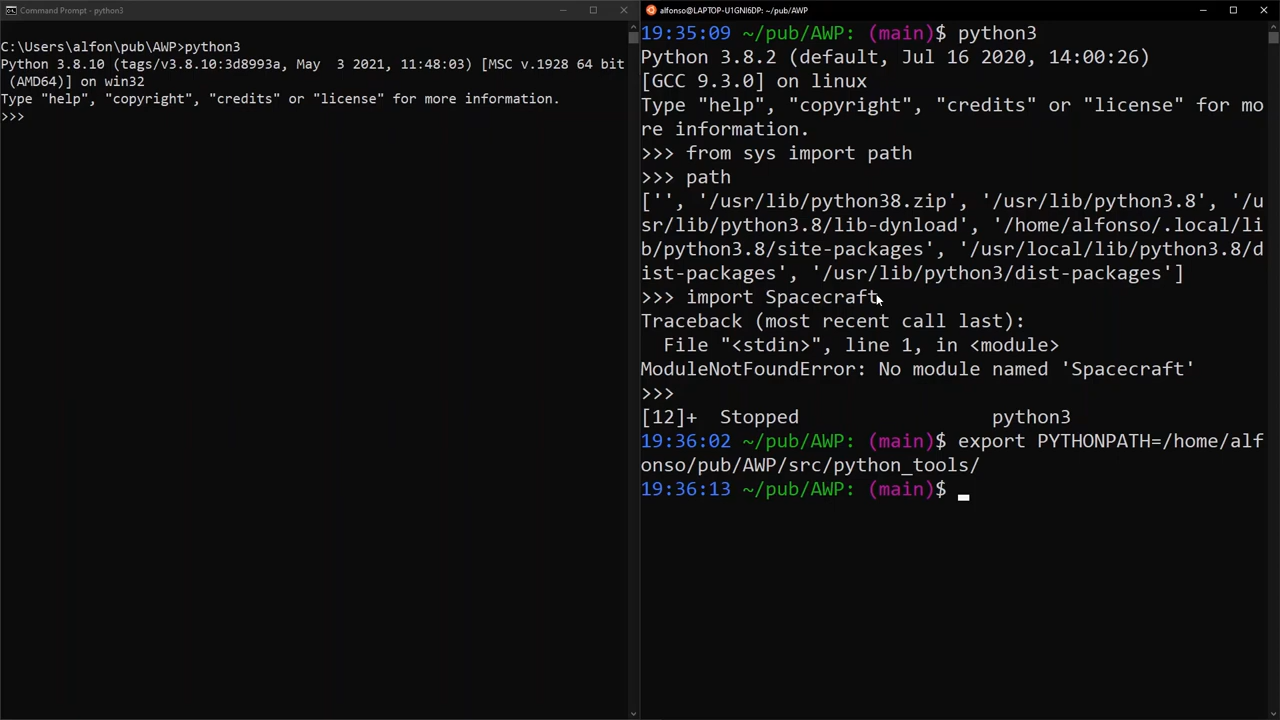 Command Prompt - python3
C:\Users\alfon\pub\AWP>python3
Python 3.8.10 (tags/v3.8.10:3d8993a, May  3 2021, 11:48:03) [MSC v.1928 64 bit
 (AMD64)] on win32
Type "help", "copyright", "credits" or "license" for more information.
>>>
alfonso@LAPTOP-U1GNI6DP: ~/pub/AWP
19:35:09 ~/pub/AWP: (main)$ python3
Python 3.8.2 (default, Jul 16 2020, 14:00:26)
[GCC 9.3.0] on linux
Type "help", "copyright", "credits" or "license" for mo
re information.
>>> from sys import path
>>> path
['', '/usr/lib/python38.zip', '/usr/lib/python3.8', '/u
sr/lib/python3.8/lib-dynload', '/home/alfonso/.local/li
b/python3.8/site-packages', '/usr/local/lib/python3.8/d
ist-packages', '/usr/lib/python3/dist-packages']
>>> import Spacecraft
Traceback (most recent call last):
  File "<stdin>", line 1, in <module>
ModuleNotFoundError: No module named 'Spacecraft'
>>>
[12]+  Stopped                 python3
19:36:02 ~/pub/AWP: (main)$ export PYTHONPATH=/home/alf
onso/pub/AWP/src/python_tools/
19:36:13 ~/pub/AWP: (main)$